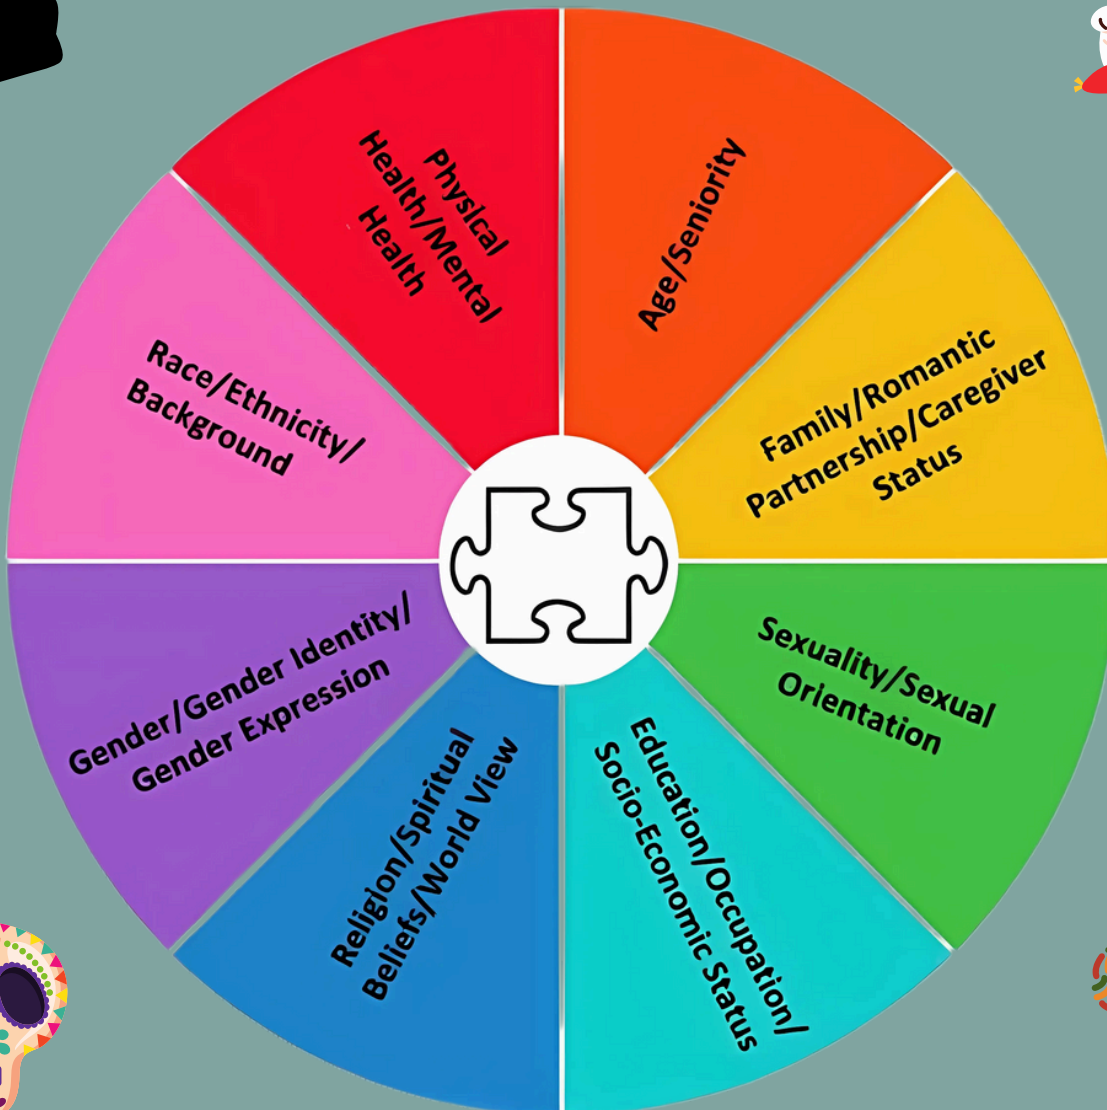 Physical
Health/Mental
Health
Age/Seniority
Family/Romantic
Partnership/Caregiver
Status
Sexuality/Sexual
Orientation
Education/Occupation/
Socio-Economic Status
Religion/Spiritual
Beliefs/World View
Gender/Gender Identity/
Gender Expression
Race/Ethnicity/
Background